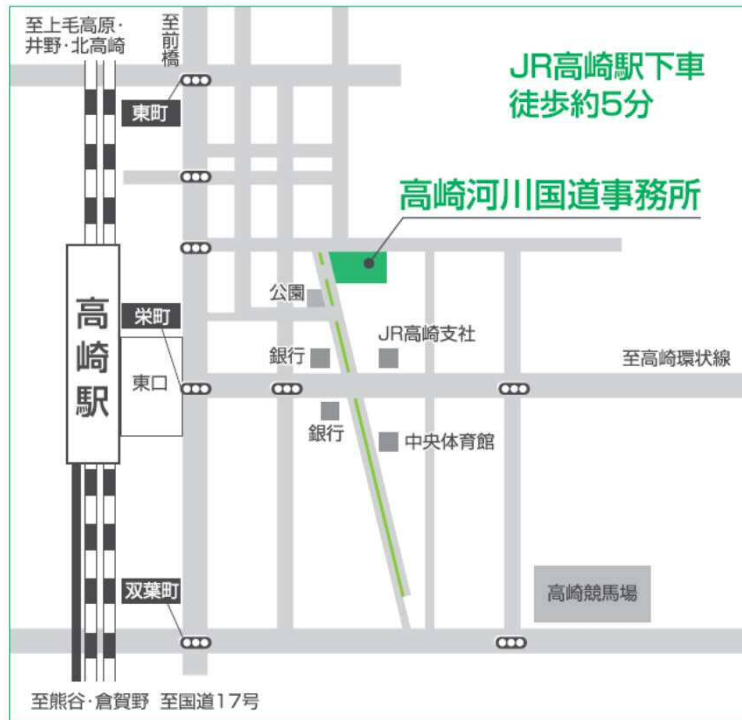 至上毛高原・
井野・北高崎
至前橋
JR高崎駅下車
徒歩約5分
東町
高崎河川国道事務所
公園
高崎駅
栄町
東口
銀行
JR高崎支社
至高崎環状線
銀行
中央体育館
双葉町
高崎競馬場
至熊谷・倉賀野 至国道17号